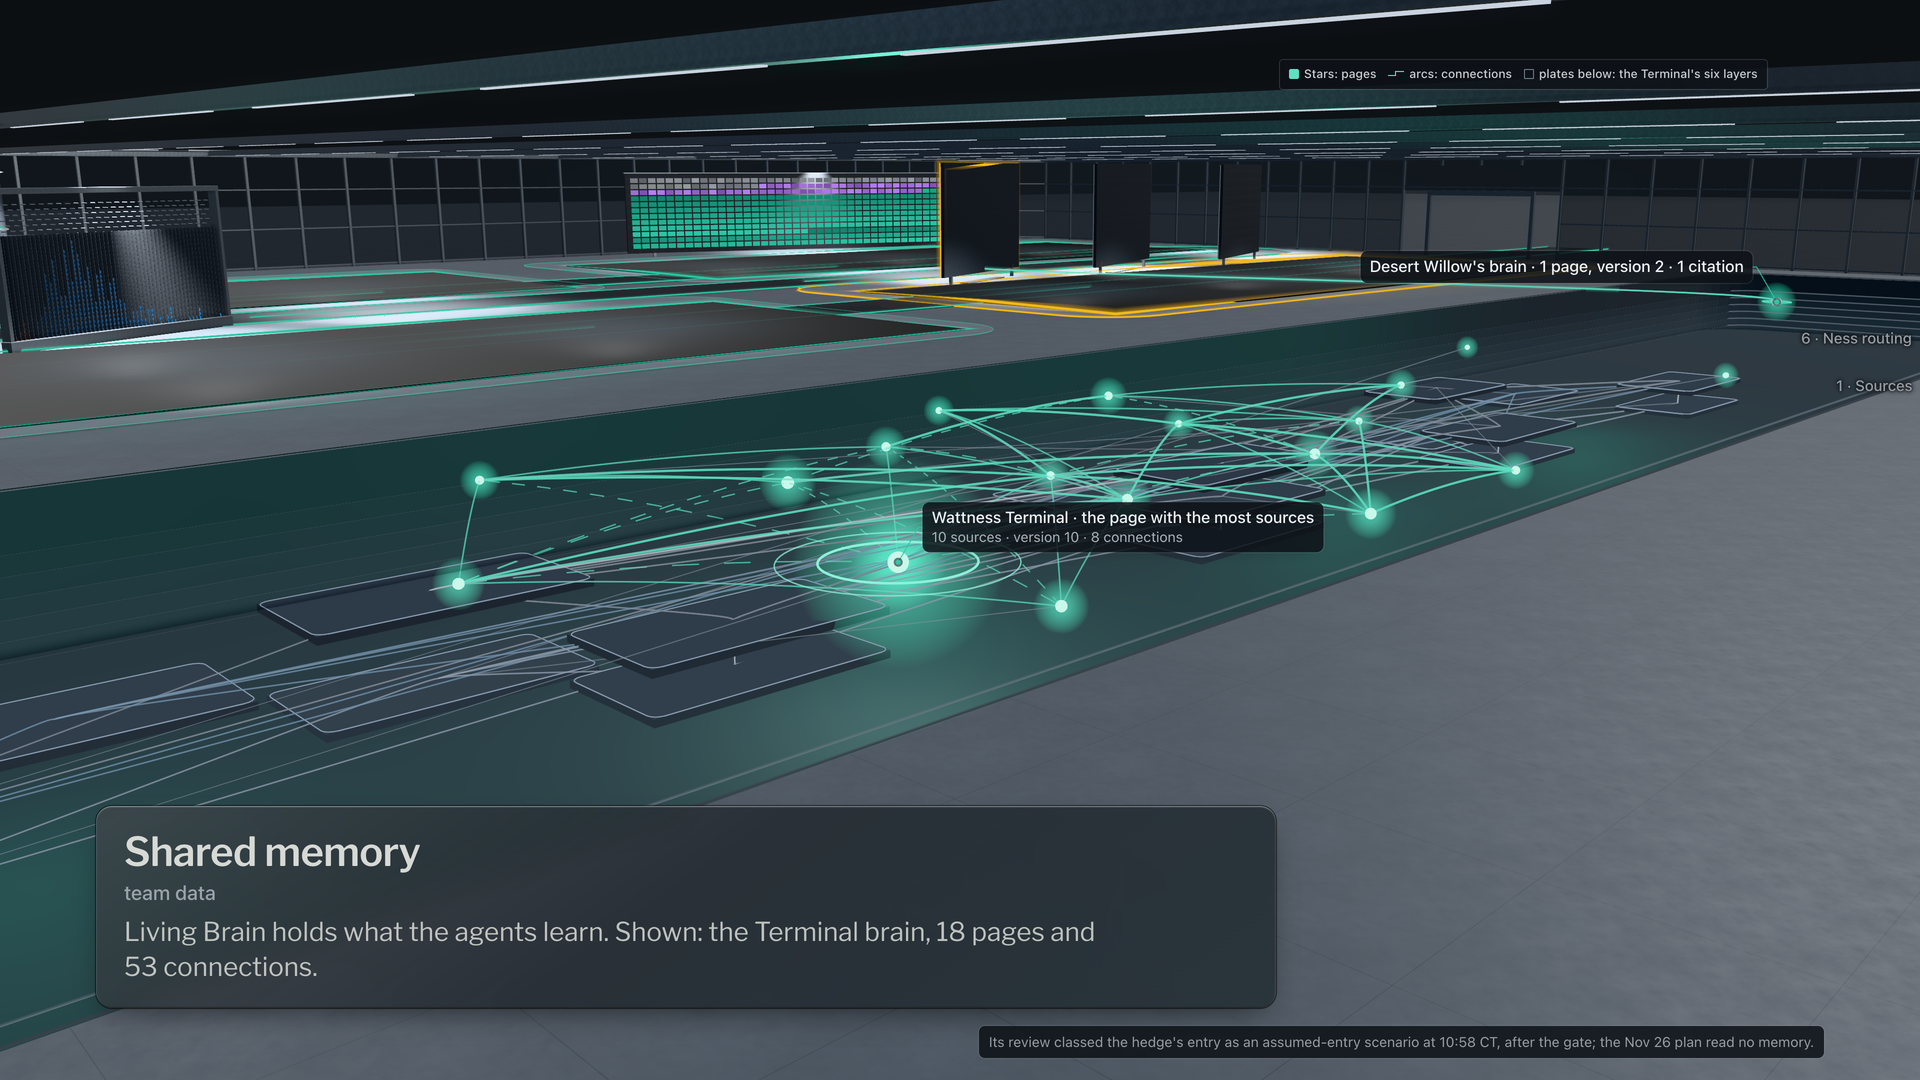 Stars: pages arcs: connections plates below: the Terminal's six layers
Desert Willow's brain · 1 page, version 2 · 1 citation
6 · Ness routing
1 · Sources
Wattness Terminal · the page with the most sources
10 sources · version 10 · 8 connections
Shared memory
team data
Living Brain holds what the agents learn. Shown: the Terminal brain, 18 pages and
53 connections.
Its review classed the hedge's entry as an assumed-entry scenario at 10:58 CT, after the gate; the Nov 26 plan read no memory.